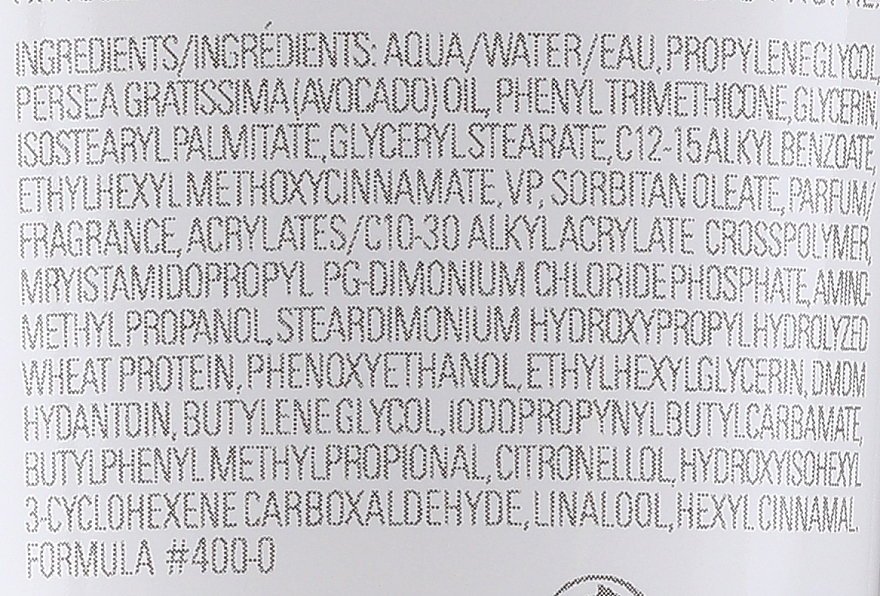 INGREDIENTS/INGRÉDIENTS: AQUA/WATER/EAU, PROPYLENE GLYCOL,
PERSEA GRATISSIMA (AVOCADO) OIL, PHENYL TRIMETHICONE, GLYCERIN,
ISOSTEARYL PALMITATE, GLYCERYL STEARATE, C12-15 ALKYL BENZOATE,
ETHYLHEXYL METHOXYCINNAMATE, VP, SORBITAN OLEATE, PARFUM/
FRAGRANCE, ACRYLATES/C10-30 ALKYL ACRYLATE CROSSPOLYMER,
MRYISTAMIDOPROPYL PG-DIMONIUM CHLORIDE PHOSPHATE, AMINO-
METHYL PROPANOL, STEARDIMONIUM HYDROXYPROPYL HYDROLYZED
WHEAT PROTEIN, PHENOXYETHANOL, ETHYLHEXYLGLYCERIN, DMDM
HYDANTOIN, BUTYLENE GLYCOL, IODOPROPYNYL BUTYLCARBAMATE,
BUTYLPHENYL METHYLPROPIONAL, CITRONELLOL, HYDROXYISOHEXYL
3-CYCLOHEXENE CARBOXALDEHYDE, LINALOOL, HEXYL CINNAMAL.
FORMULA #400-0